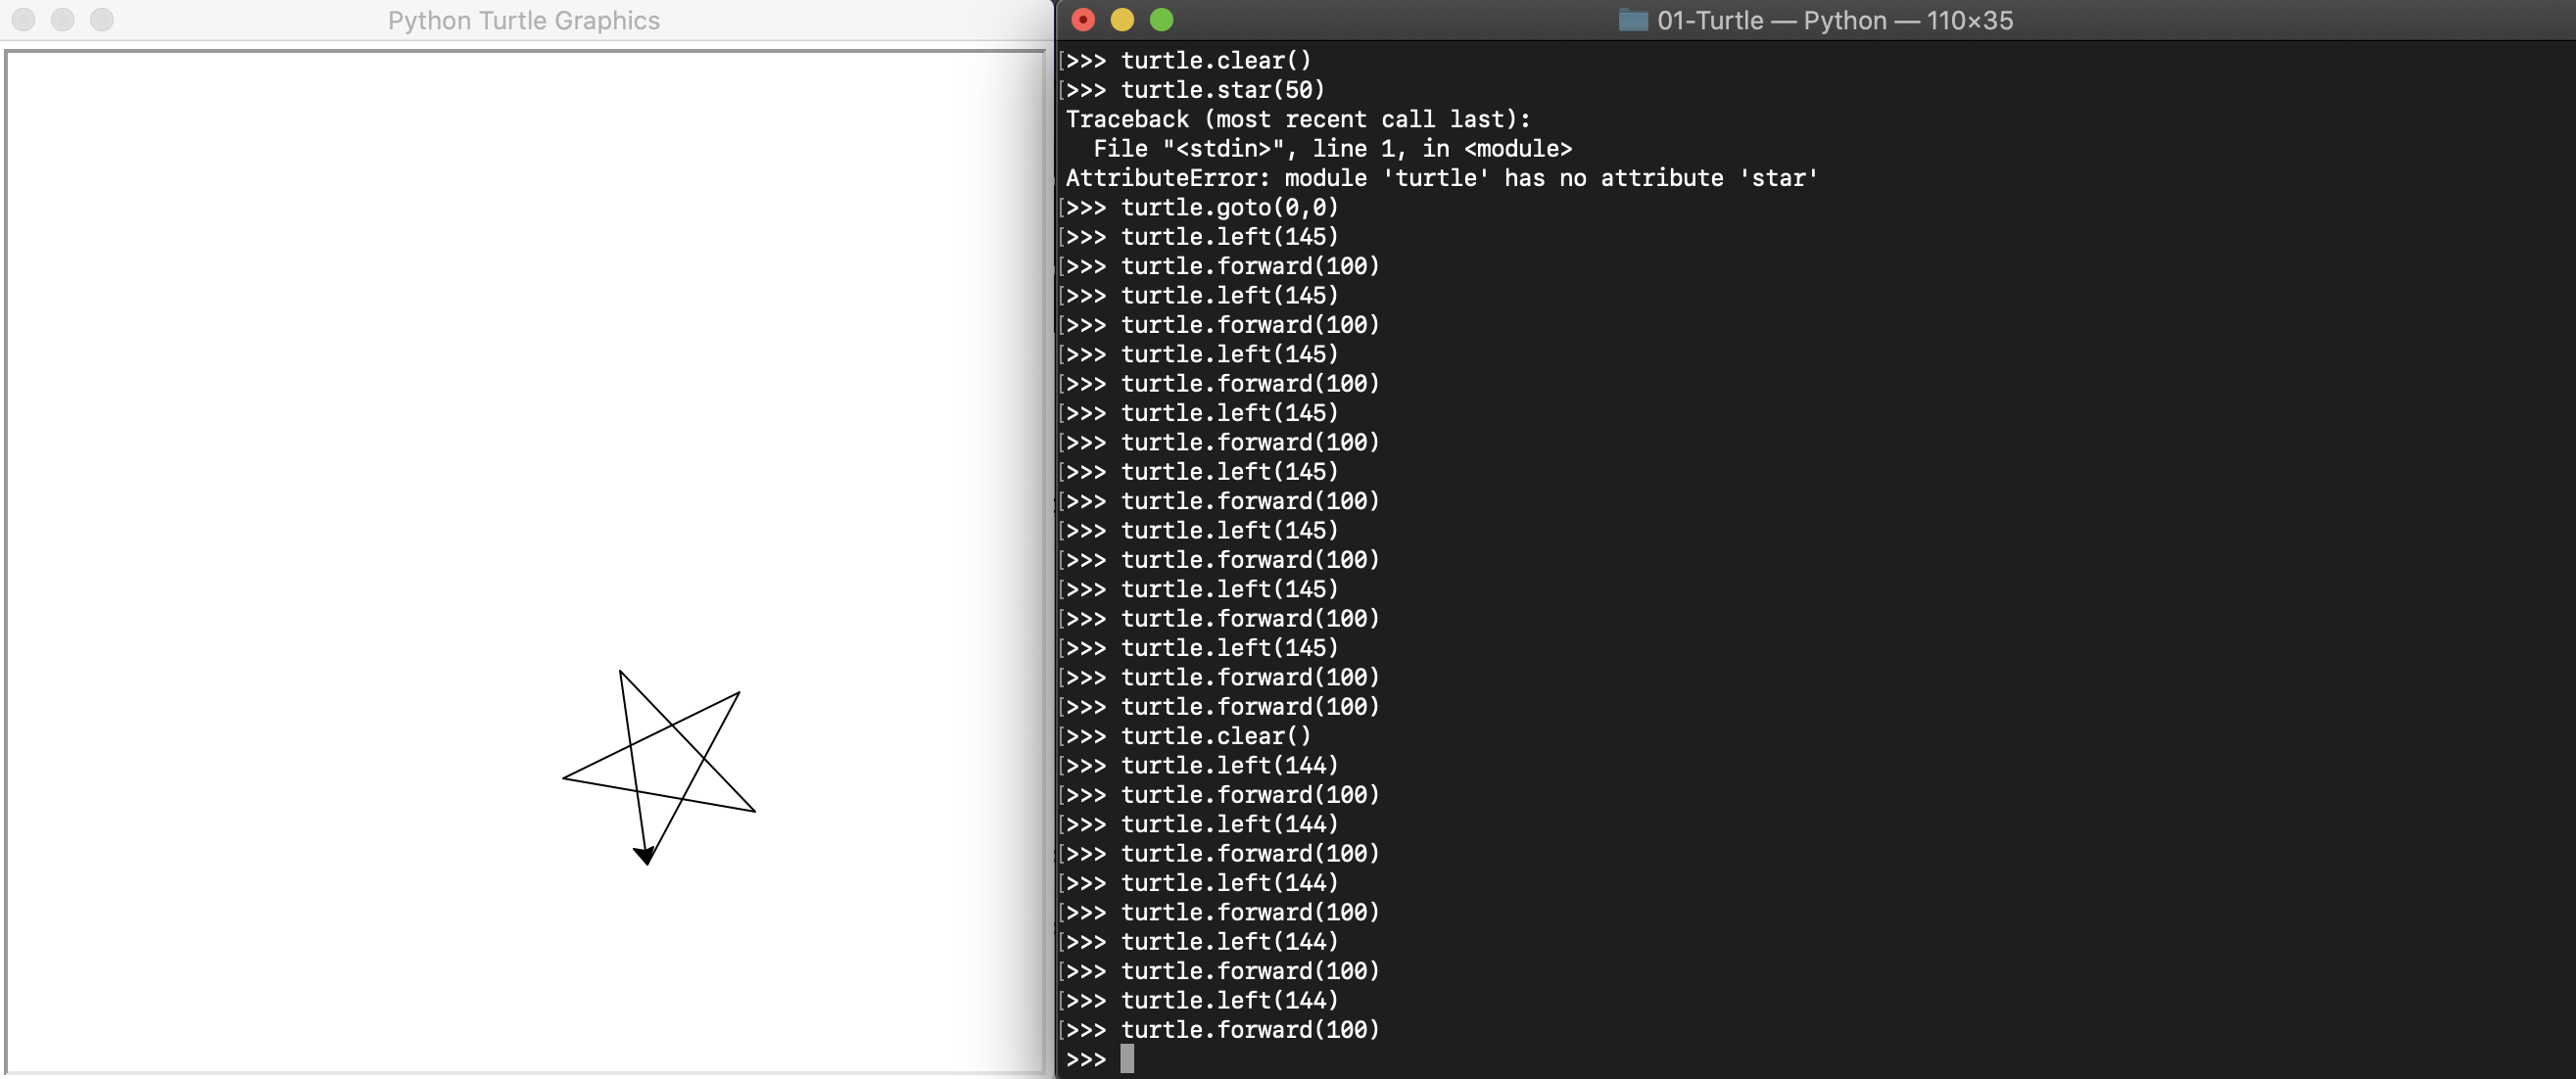 Python Turtle Graphics
01-Turtle — Python — 110×35
[>>> turtle.clear()
[>>> turtle.star(50)
Traceback (most recent call last):
  File "<stdin>", line 1, in <module>
AttributeError: module 'turtle' has no attribute 'star'
[>>> turtle.goto(0,0)
[>>> turtle.left(145)
[>>> turtle.forward(100)
[>>> turtle.left(145)
[>>> turtle.forward(100)
[>>> turtle.left(145)
[>>> turtle.forward(100)
[>>> turtle.left(145)
[>>> turtle.forward(100)
[>>> turtle.left(145)
[>>> turtle.forward(100)
[>>> turtle.left(145)
[>>> turtle.forward(100)
[>>> turtle.left(145)
[>>> turtle.forward(100)
[>>> turtle.left(145)
[>>> turtle.forward(100)
[>>> turtle.forward(100)
[>>> turtle.clear()
[>>> turtle.left(144)
[>>> turtle.forward(100)
[>>> turtle.left(144)
[>>> turtle.forward(100)
[>>> turtle.left(144)
[>>> turtle.forward(100)
[>>> turtle.left(144)
[>>> turtle.forward(100)
[>>> turtle.left(144)
[>>> turtle.forward(100)
>>>